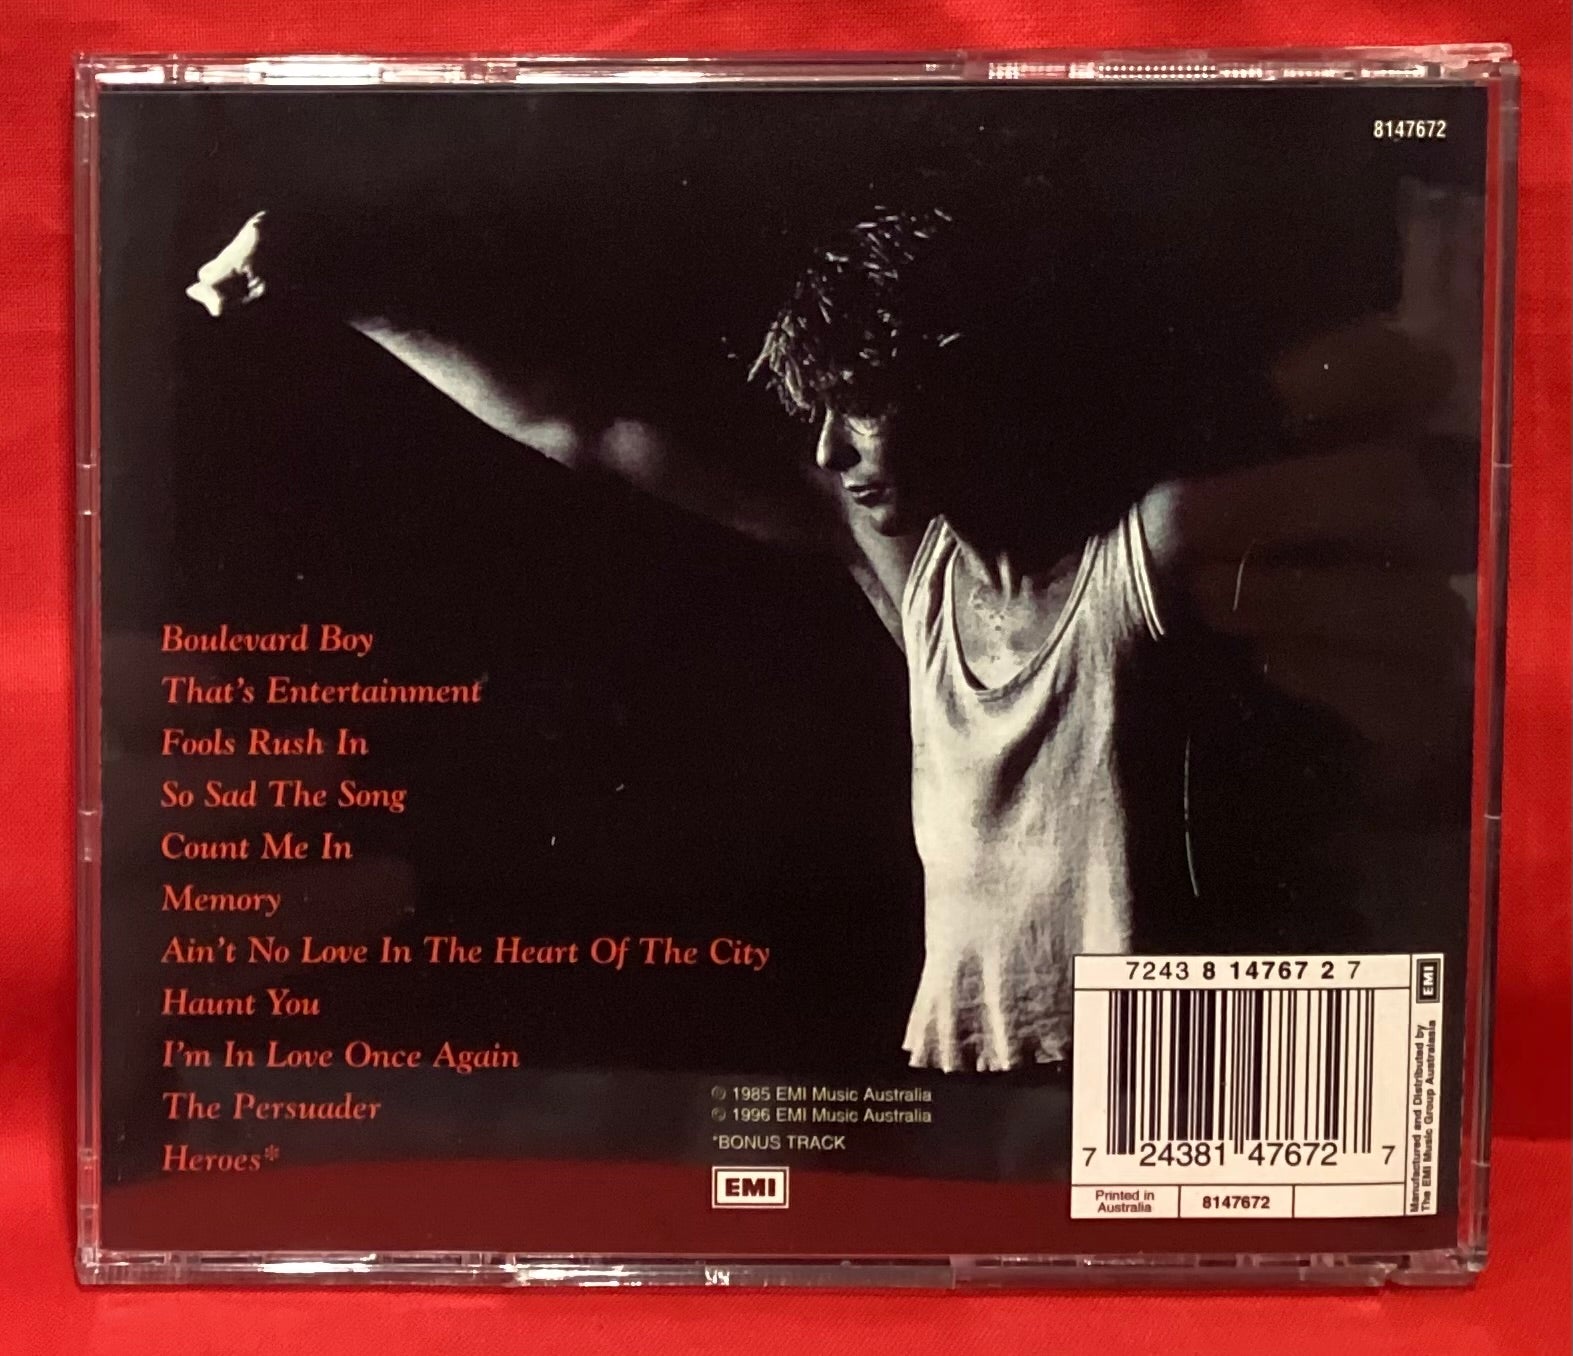 8147672
Boulevard Boy
That's Entertainment
Fools Rush In
So Sad The Song
Count Me In
Memory
Ain't No Love In The Heart Of The City
Haunt You
I'm In Love Once Again
The Persuader
Heroes*
℗ 1985 EMI Music Australia
© 1996 EMI Music Australia
*BONUS TRACK
EMI
7243 8 14767 2 7
7 24381 47672 7
Printed in
Australia
8147672
EMI
Manufactured and Distributed by
The EMI Music Group Australasia